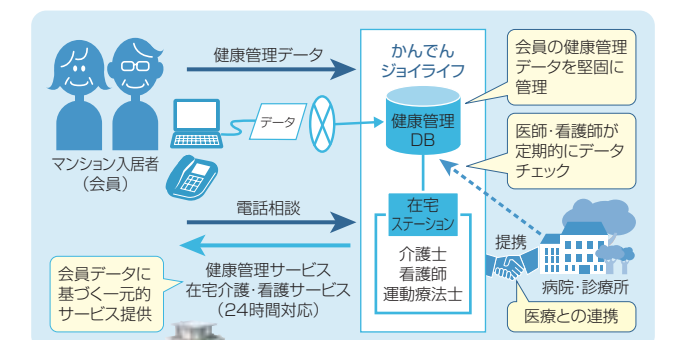 健康管理データ
かんでん
ジョイライフ
会員の健康管理
データを堅固に
管理
データ
健康管理
DB
医師・看護師が
定期的にデータ
チェック
マンション入居者
（会員）
電話相談
在宅
ステーション
提携
介護士
看護師
運動療法士
健康管理サービス
在宅介護・看護サービス
（24時間対応）
会員データに
基づく一元的
サービス提供
病院・診療所
医療との連携